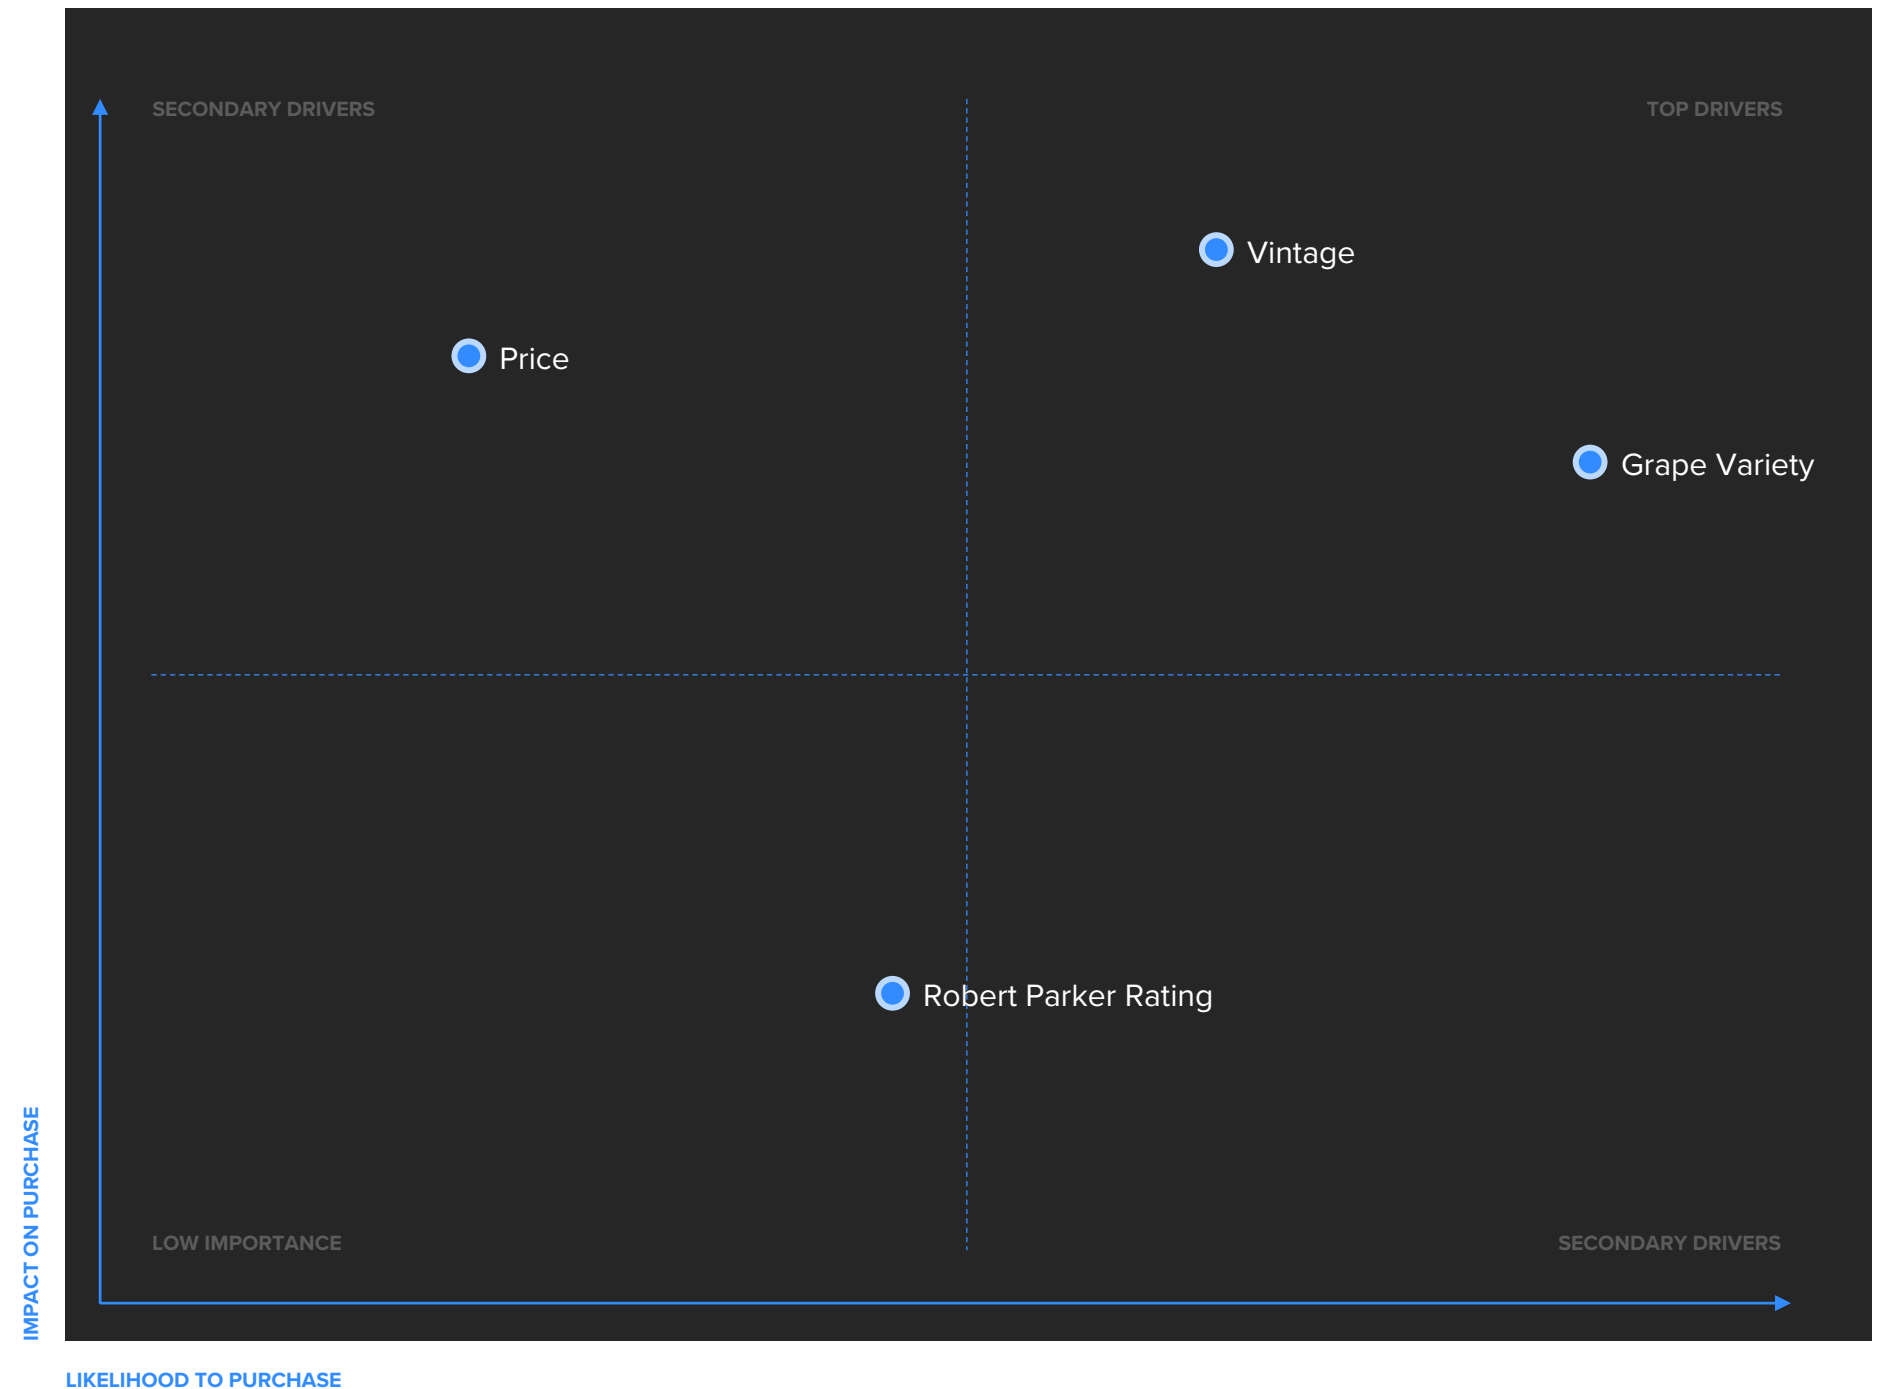 SECONDARY DRIVERS
TOP DRIVERS
Vintage
Price
Grape Variety
Robert Parker Rating
LOW IMPORTANCE
SECONDARY DRIVERS
IMPACT ON PURCHASE
LIKELIHOOD TO PURCHASE